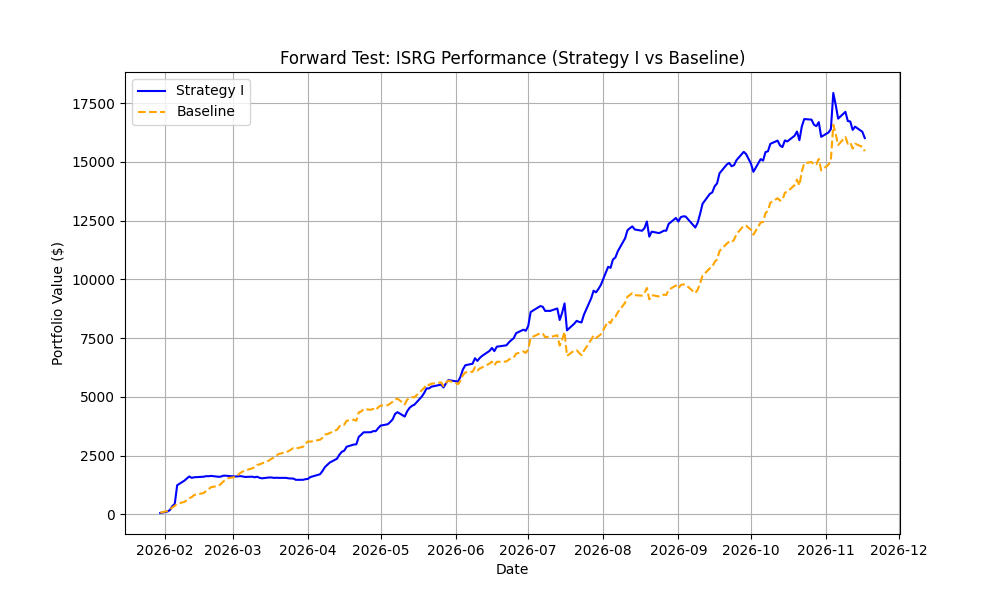 Forward Test: ISRG Performance (Strategy I vs Baseline)
Strategy I
Baseline
Portfolio Value ($)
17500
15000
12500
10000
7500
5000
2500
0
2026-02 2026-03 2026-04 2026-05 2026-06 2026-07 2026-08 2026-09 2026-10 2026-11 2026-12
Date